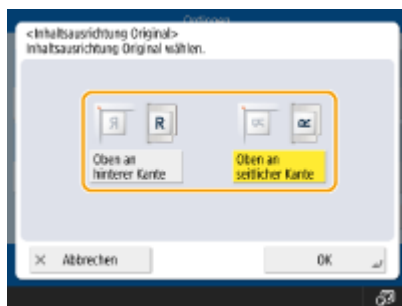 Optionen
<Inhaltsausrichtung Original>
Inhaltsausrichtung Original wählen.
R R R R
Oben an
hinterer Kante
Oben an
seitlicher Kante
× Abbrechen
OK